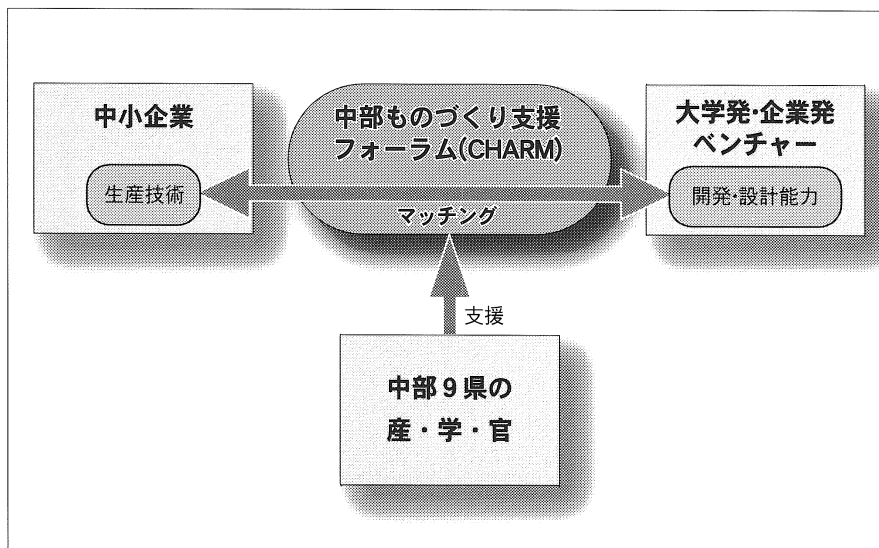 中小企業
生産技術
中部ものづくり支援
フォーラム(CHARM)
マッチング
大学発・企業発
ベンチャー
開発・設計能力
支援
中部9県の
産・学・官